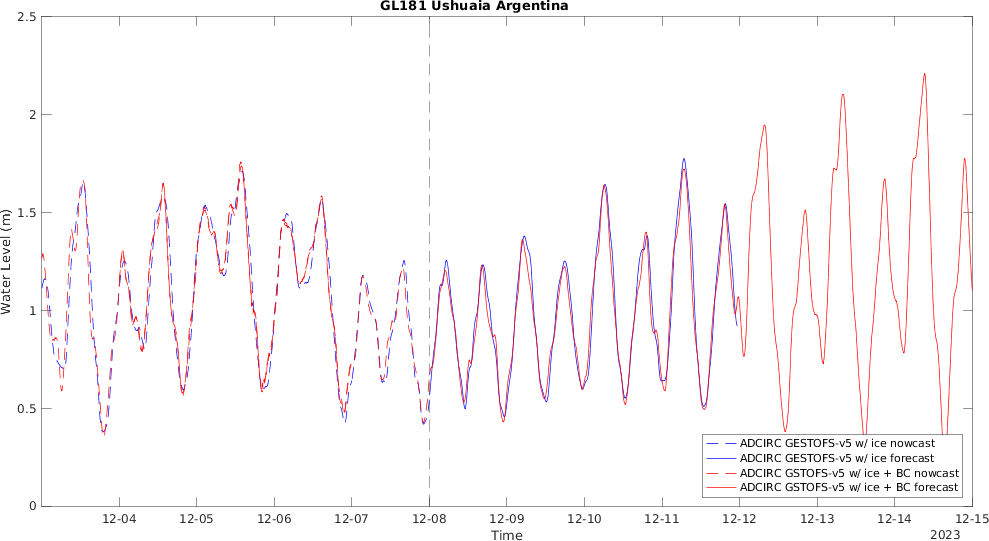 GL181 Ushuaia Argentina
2.5
2
1.5
1
0.5
0
Water Level (m)
12-04 12-05 12-06 12-07 12-08 12-09 12-10 12-11 12-12 12-13 12-14 12-15
Time
2023
ADCIRC GESTOFS-v5 w/ ice nowcast
ADCIRC GESTOFS-v5 w/ ice forecast
ADCIRC GSTOFS-v5 w/ ice + BC nowcast
ADCIRC GSTOFS-v5 w/ ice + BC forecast